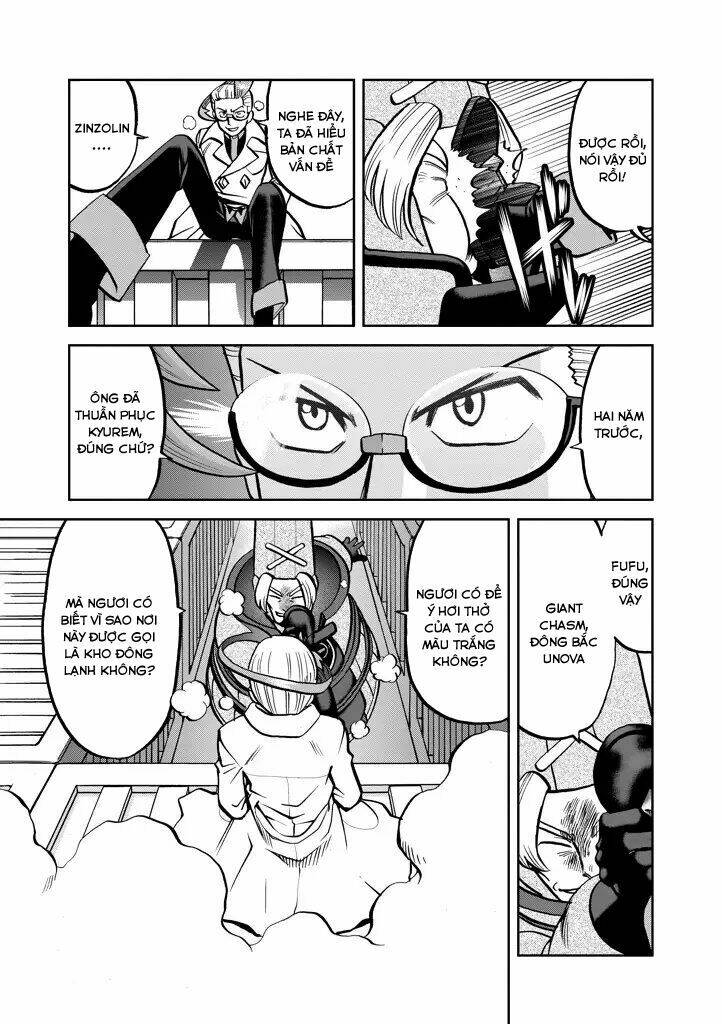 ĐƯỢC RỒI,
NÓI VẬY ĐỦ
RỒI!
NGHE ĐÂY,
TA ĐÃ HIỂU
BẢN CHẤT
VẤN ĐỀ
ZINZOLIN
....
HAI NĂM
TRƯỚC,
ÔNG ĐÃ
THUẦN PHỤC
KYUREM,
ĐÚNG CHỨ?
FUFU,
ĐÚNG
VẬY
GIANT
CHASM,
ĐÔNG BẮC
UNOVA
NGƯƠI CÓ ĐỂ
Ý HƠI THỞ
CỦA TA CÓ
MÀU TRẮNG
KHÔNG?
MÀ NGƯƠI CÓ
BIẾT VÌ SAO NƠI
NÀY ĐƯỢC GỌI
LÀ KHO ĐÔNG
LẠNH KHÔNG?